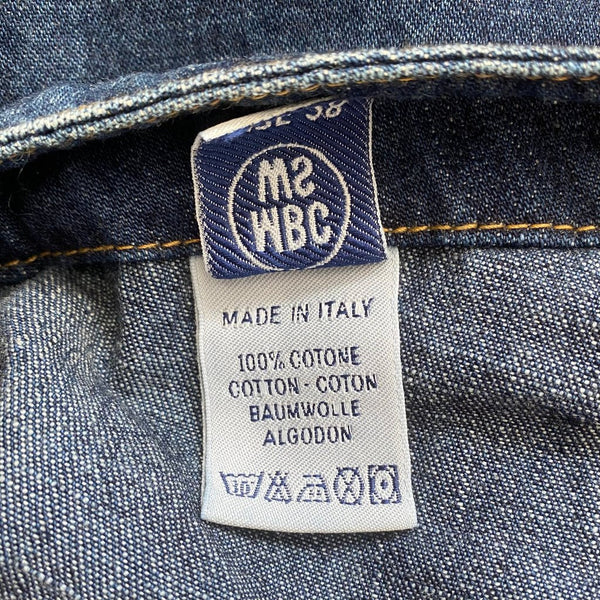 38
MS
WBC
MADE IN ITALY
100% COTONE
COTTON - COTON
BAUMWOLLE
ALGODON